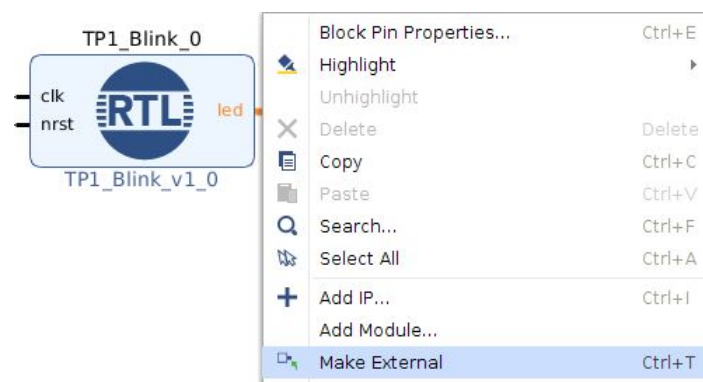 TP1_Blink_0
clk
nrst
RTL
led
TP1_Blink_v1_0
Block Pin Properties... Ctrl+E
Highlight
Unhighlight
Delete Delete
Copy Ctrl+C
Paste Ctrl+V
Search... Ctrl+F
Select All Ctrl+A
Add IP... Ctrl+I
Add Module...
Make External Ctrl+T